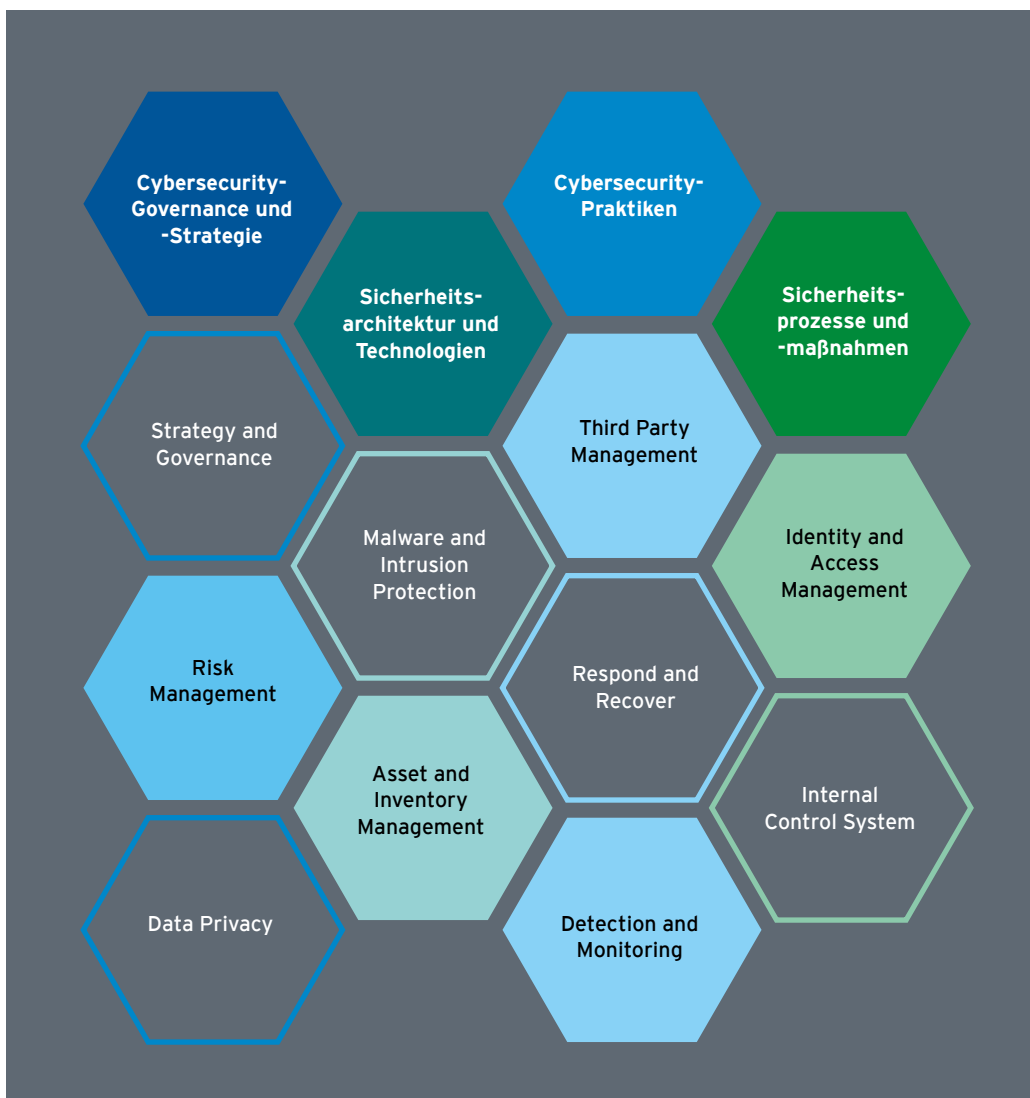 Cybersecurity-
Governance und
-Strategie
Strategy and
Governance
Risk
Management
Data Privacy
Sicherheits-
architektur und
Technologien
Malware and
Intrusion
Protection
Asset and
Inventory
Management
Cybersecurity-
Praktiken
Third Party
Management
Respond and
Recover
Detection and
Monitoring
Sicherheits-
prozesse und
-maßnahmen
Identity and
Access
Management
Internal
Control System